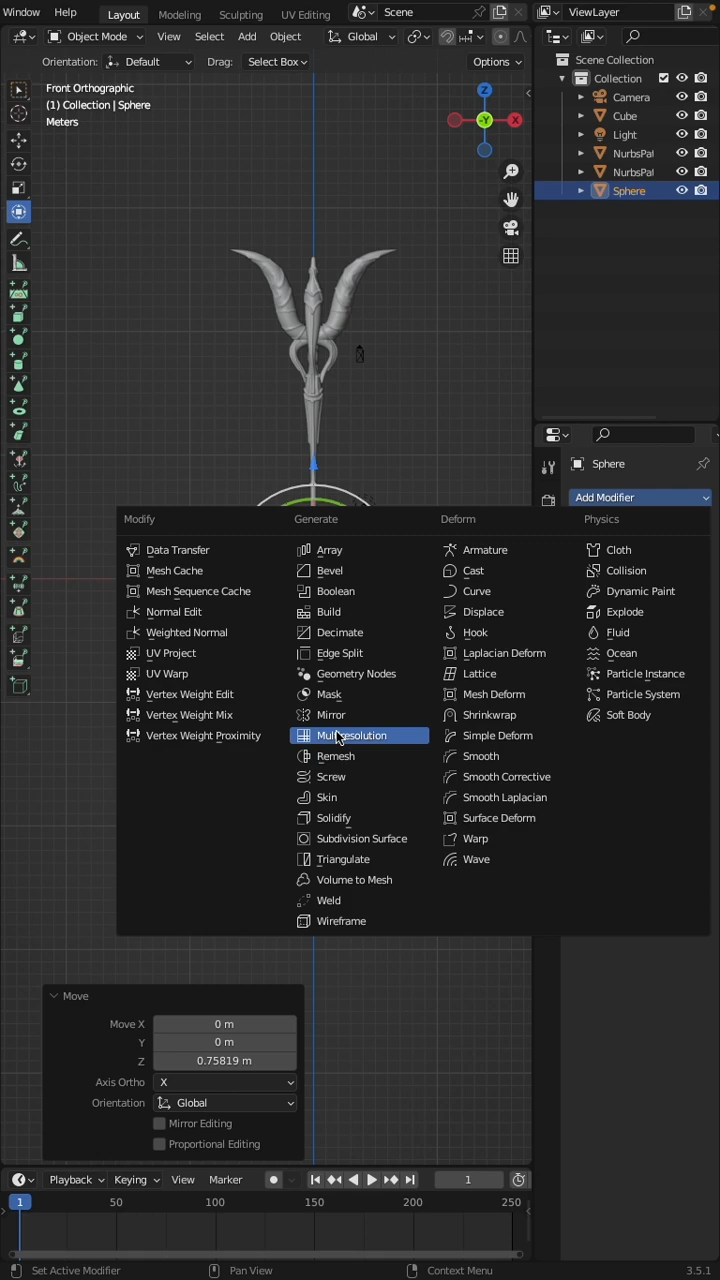 Window Help Layout Modeling Sculpting UV Editing Scene ViewLayer
Object Mode View Select Add Object Global
Orientation: Default Drag: Select Box Options
Front Orthographic
(1) Collection | Sphere
Meters
Z
-Y
X
Scene Collection
Collection
Camera
Cube
Light
NurbsPat
NurbsPat
Sphere
Sphere
Add Modifier
Modify
Data Transfer
Mesh Cache
Mesh Sequence Cache
Normal Edit
Weighted Normal
UV Project
UV Warp
Vertex Weight Edit
Vertex Weight Mix
Vertex Weight Proximity
Generate
Array
Bevel
Boolean
Build
Decimate
Edge Split
Geometry Nodes
Mask
Mirror
Multiresolution
Remesh
Screw
Skin
Solidify
Subdivision Surface
Triangulate
Volume to Mesh
Weld
Wireframe
Deform
Armature
Cast
Curve
Displace
Hook
Laplacian Deform
Lattice
Mesh Deform
Shrinkwrap
Simple Deform
Smooth
Smooth Corrective
Smooth Laplacian
Surface Deform
Warp
Wave
Physics
Cloth
Collision
Dynamic Paint
Explode
Fluid
Ocean
Particle Instance
Particle System
Soft Body
Move
Move X 0 m
Y 0 m
Z 0.75819 m
Axis Ortho X
Orientation Global
Mirror Editing
Proportional Editing
Playback Keying View Marker 1
1 50 100 150 200 250
Set Active Modifier Pan View Context Menu 3.5.1